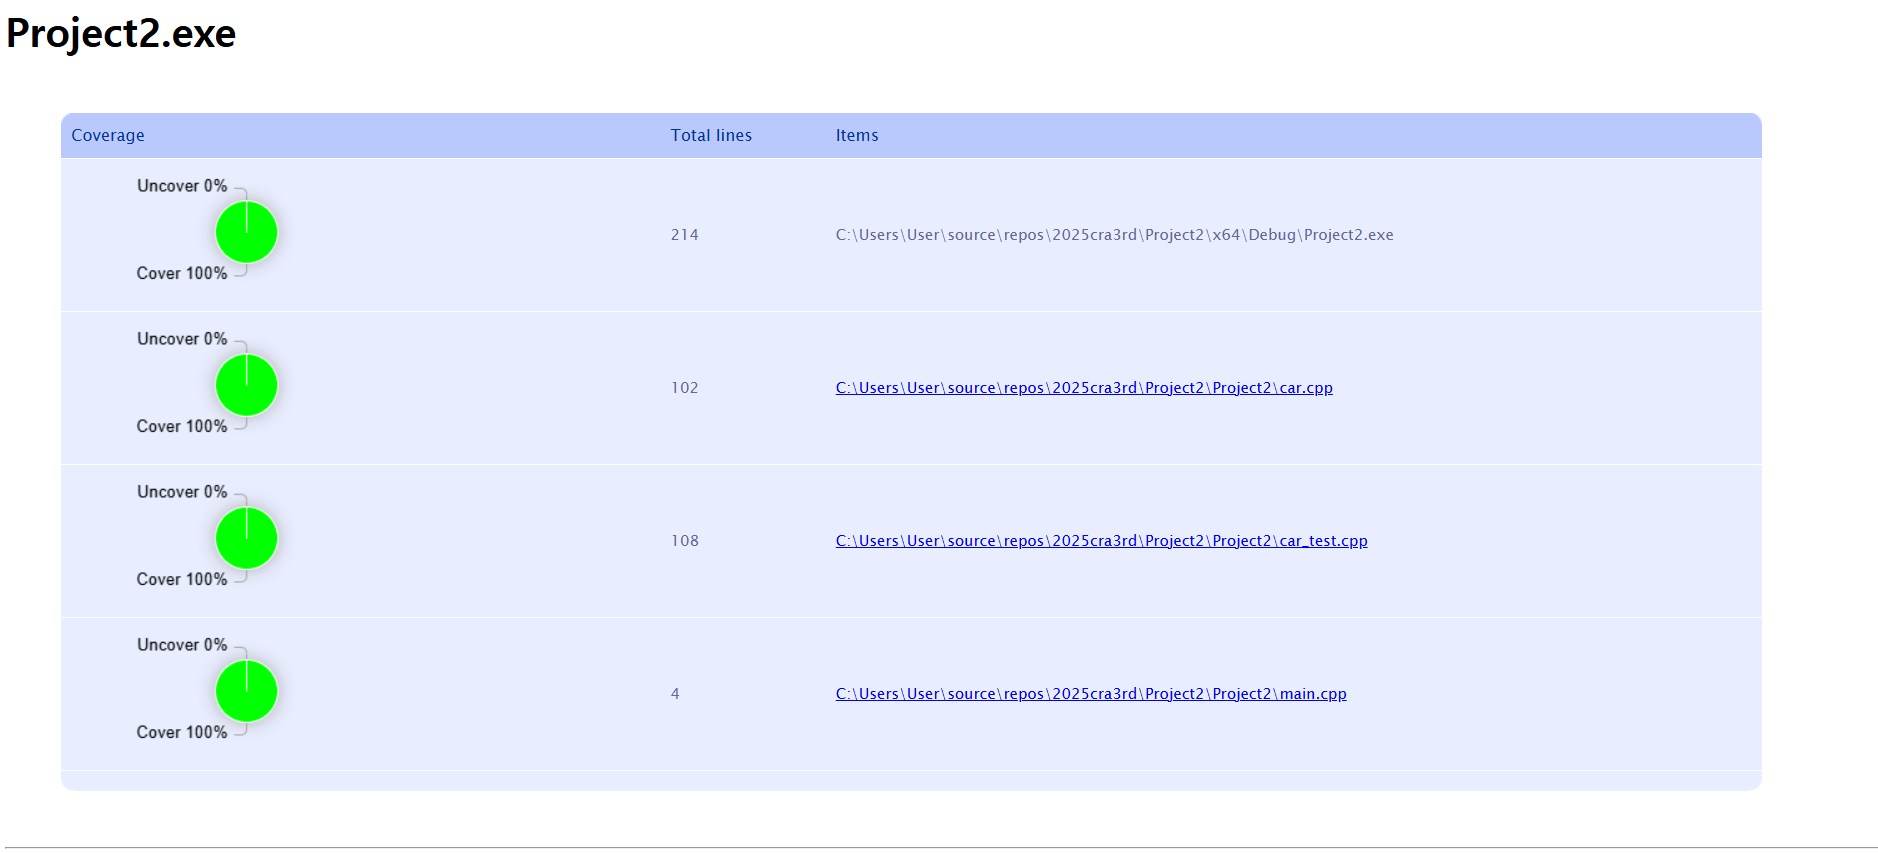 Project2.exe
Coverage Total lines Items
Uncover 0%
214 C:\Users\User\source\repos\2025cra3rd\Project2\x64\Debug\Project2.exe
Cover 100%
Uncover 0%
102 C:\Users\User\source\repos\2025cra3rd\Project2\Project2\car.cpp
Cover 100%
Uncover 0%
108 C:\Users\User\source\repos\2025cra3rd\Project2\Project2\car_test.cpp
Cover 100%
Uncover 0%
4 C:\Users\User\source\repos\2025cra3rd\Project2\Project2\main.cpp
Cover 100%